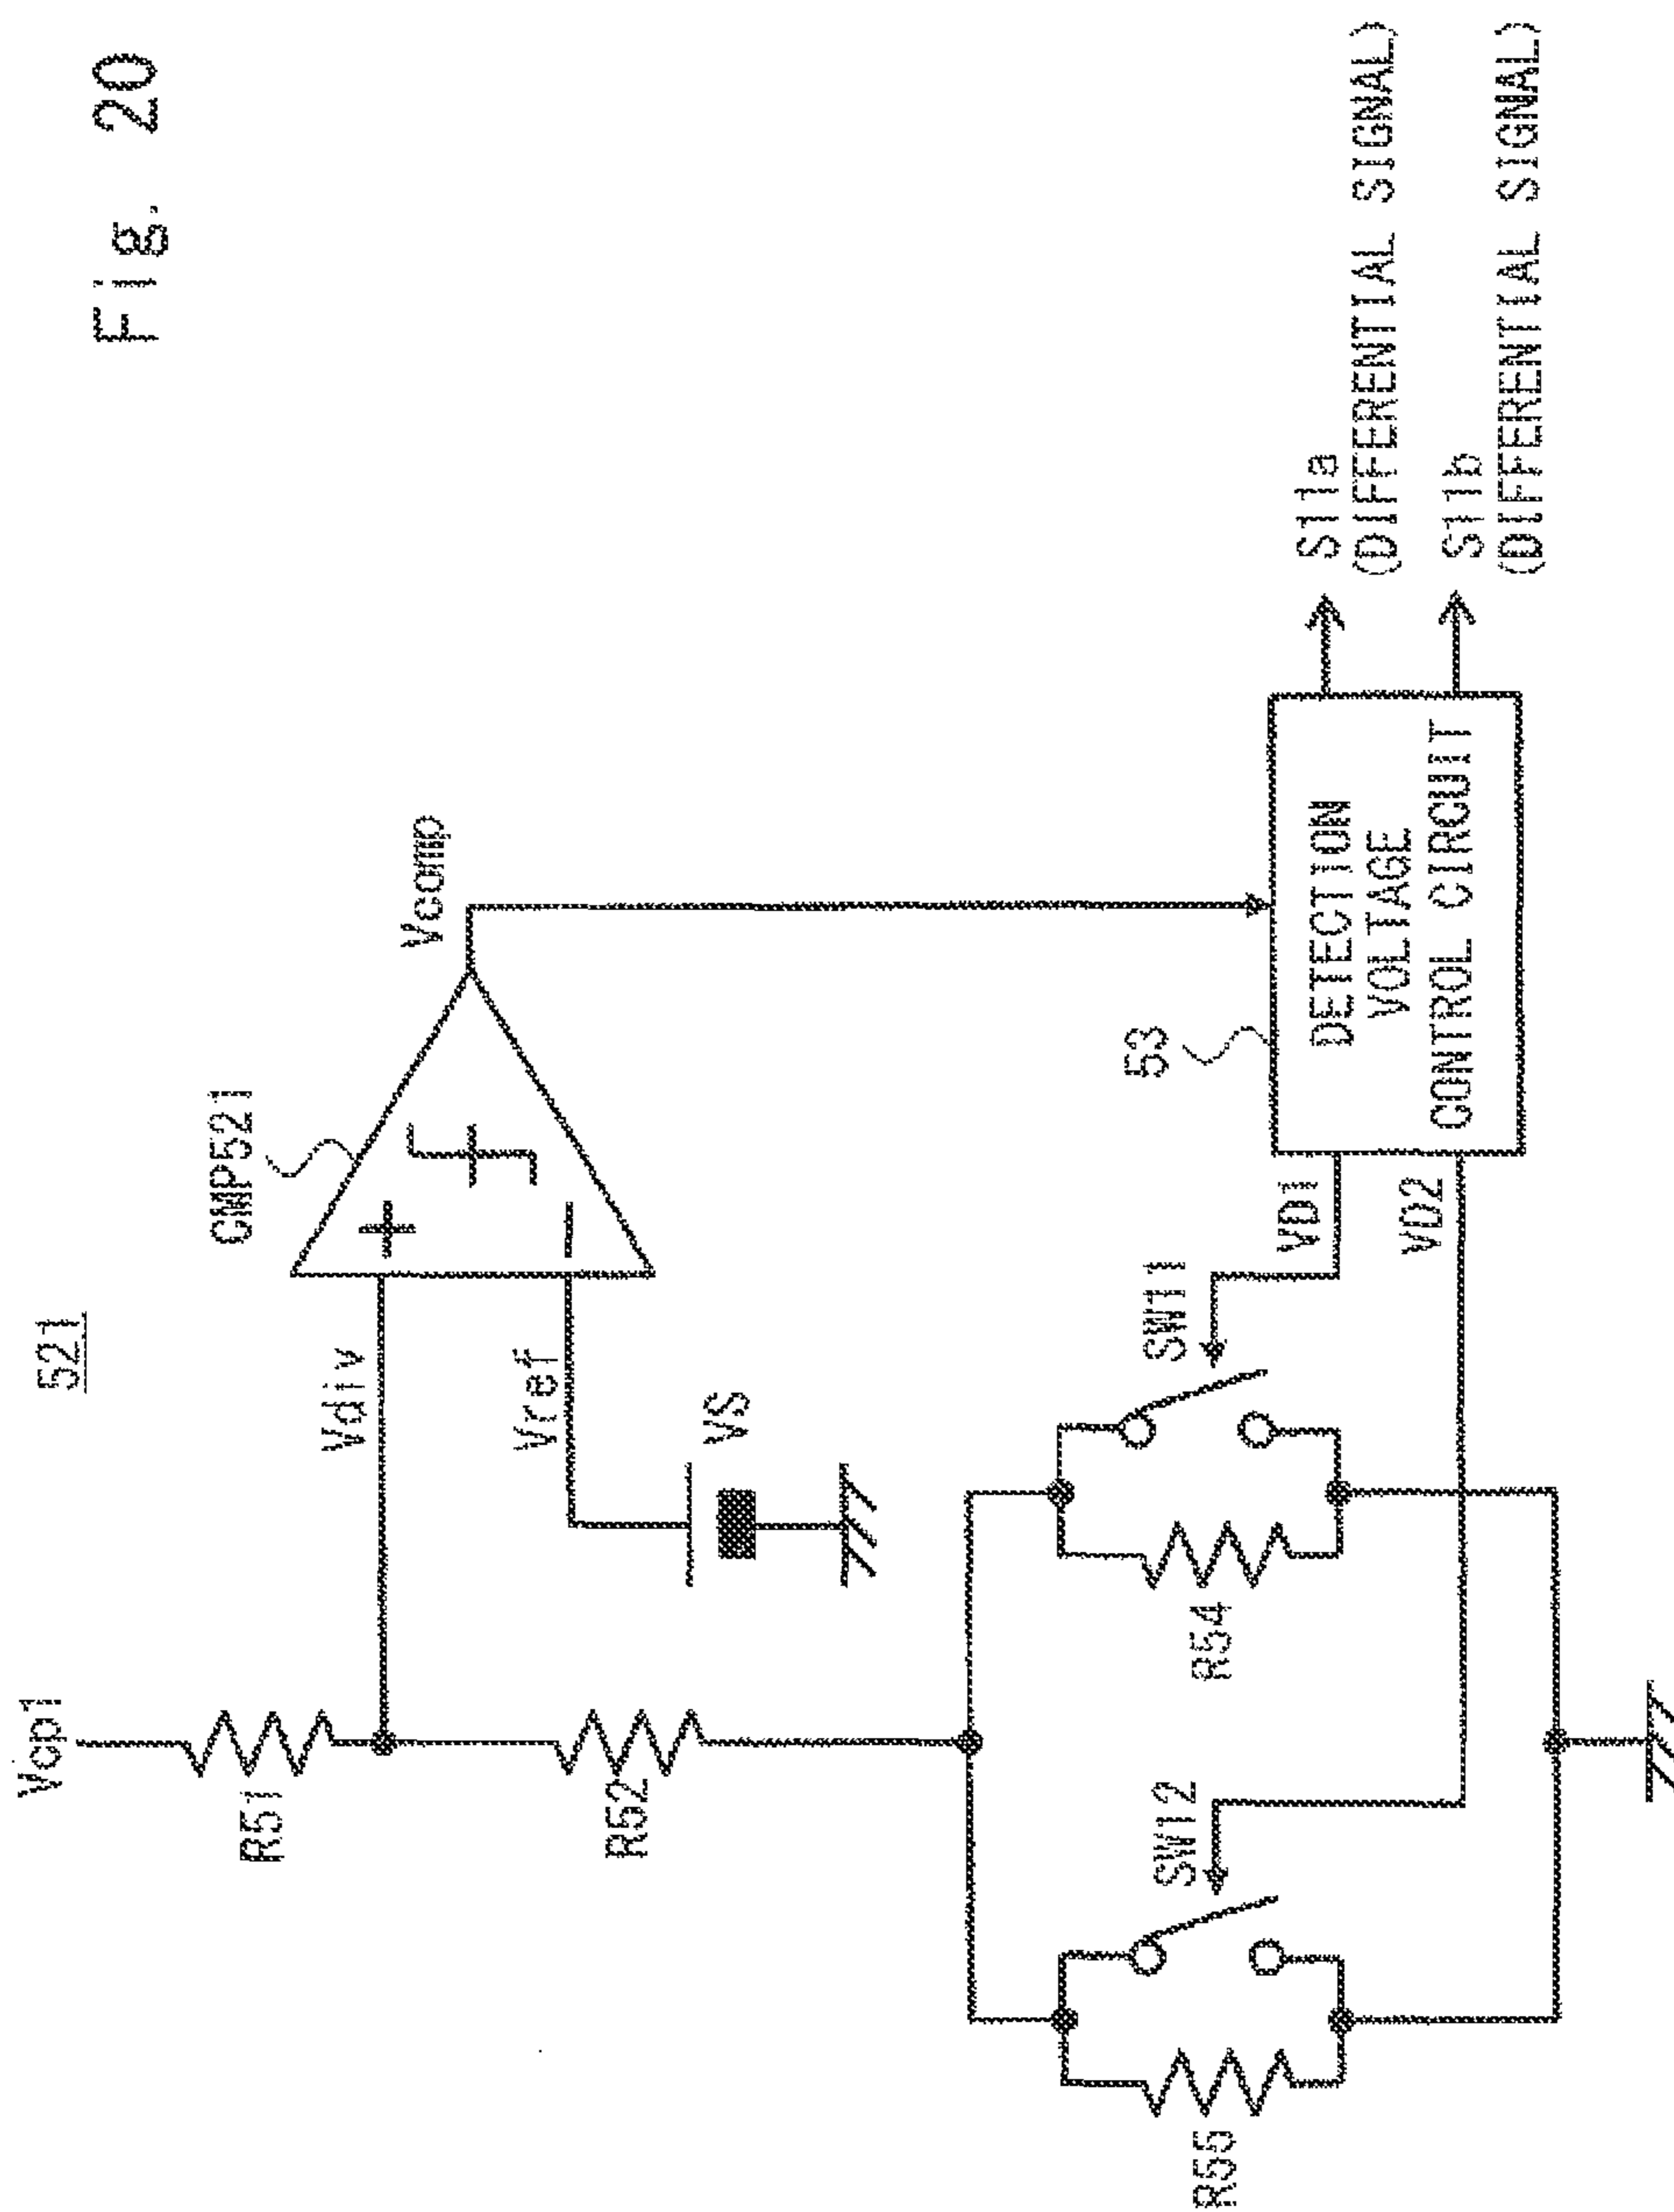 Fig. 20
521
Vcp1
R51
Vdiv
CMP521
+
−
Vcomp
Vref
VS
R52
SW12
SW11
R55
R54
VD1
VD2
53
DETECTION
VOLTAGE
CONTROL CIRCUIT
S11a
(DIFFERENTIAL SIGNAL)
S11b
(DIFFERENTIAL SIGNAL)